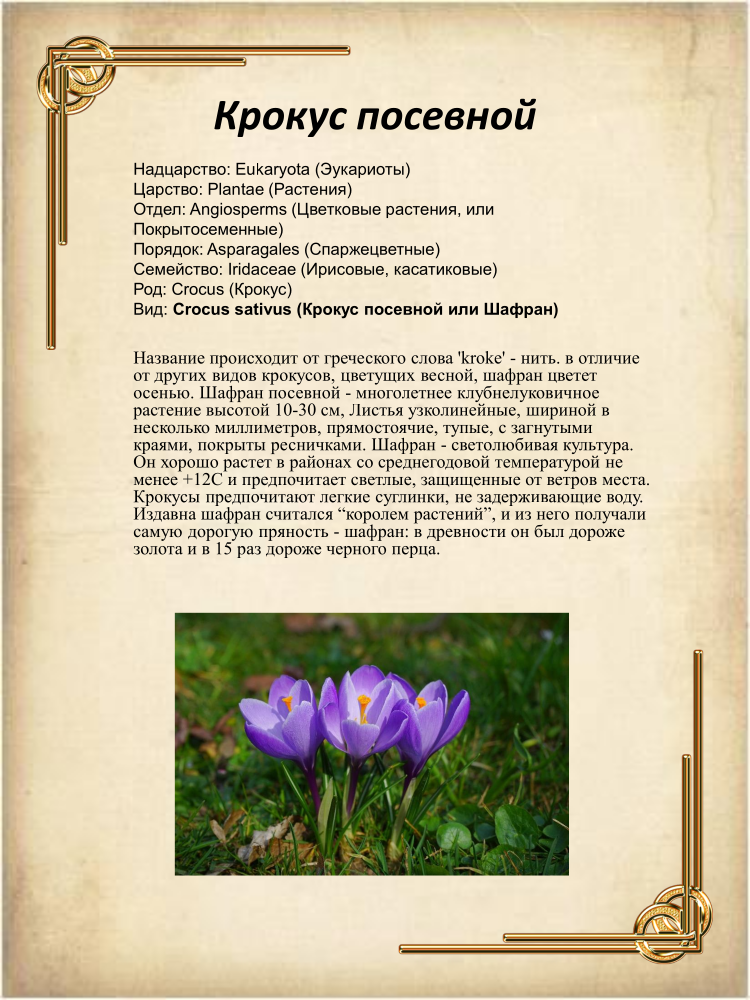 Крокус посевной
Надцарство: Eukaryota (Эукариоты)
Царство: Plantae (Растения)
Отдел: Angiosperms (Цветковые растения, или
Покрытосеменные)
Порядок: Asparagales (Спаржецветные)
Семейство: Iridaceae (Ирисовые, касатиковые)
Род: Crocus (Крокус)
Вид: Crocus sativus (Крокус посевной или Шафран)
Название происходит от греческого слова 'kroke' - нить. в отличие
от других видов крокусов, цветущих весной, шафран цветет
осенью. Шафран посевной - многолетнее клубнелуковичное
растение высотой 10-30 см, Листья узколинейные, шириной в
несколько миллиметров, прямостоячие, тупые, с загнутыми
краями, покрыты ресничками. Шафран - светолюбивая культура.
Он хорошо растет в районах со среднегодовой температурой не
менее +12С и предпочитает светлые, защищенные от ветров места.
Крокусы предпочитают легкие суглинки, не задерживающие воду.
Издавна шафран считался “королем растений”, и из него получали
самую дорогую пряность - шафран: в древности он был дороже
золота и в 15 раз дороже черного перца.